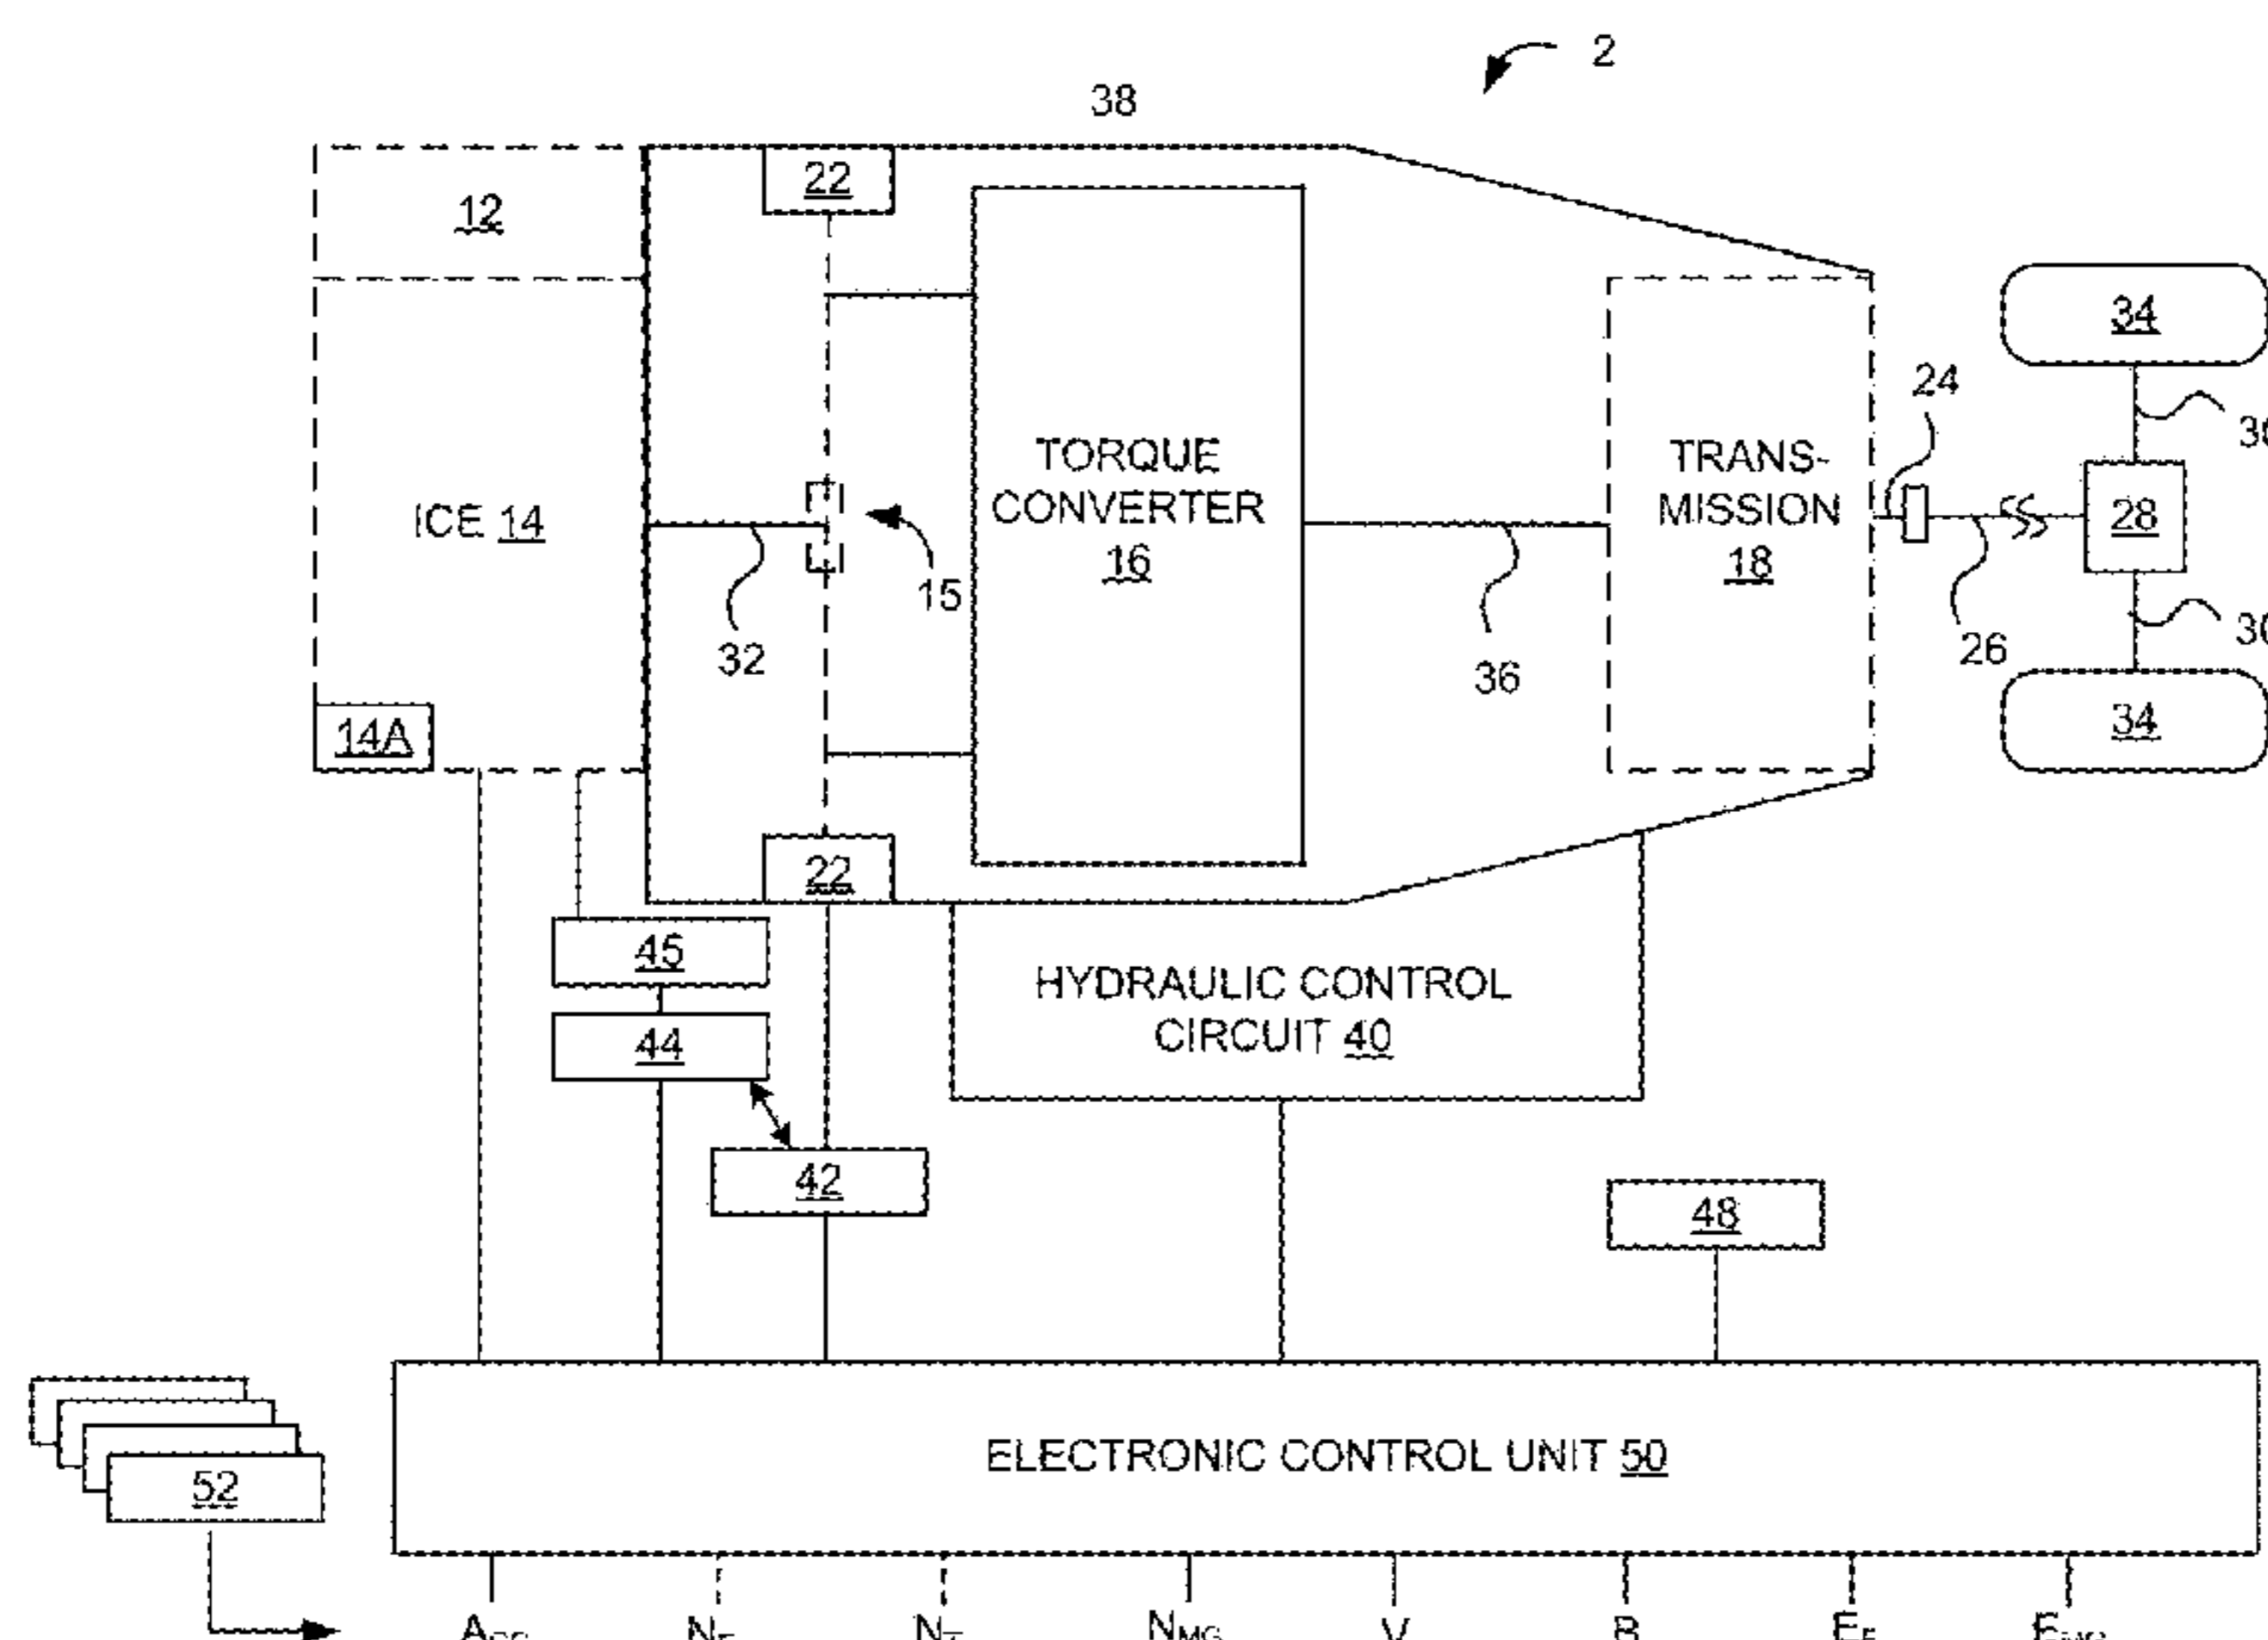 2
38
22
12
34
24
TORQUE
CONVERTER
16
TRANS-
MISSION
18
ICE 14
28
15
32
36
26
14A
34
22
45
HYDRAULIC CONTROL
CIRCUIT 40
44
42
48
ELECTRONIC CONTROL UNIT 50
52
NMG
V
B